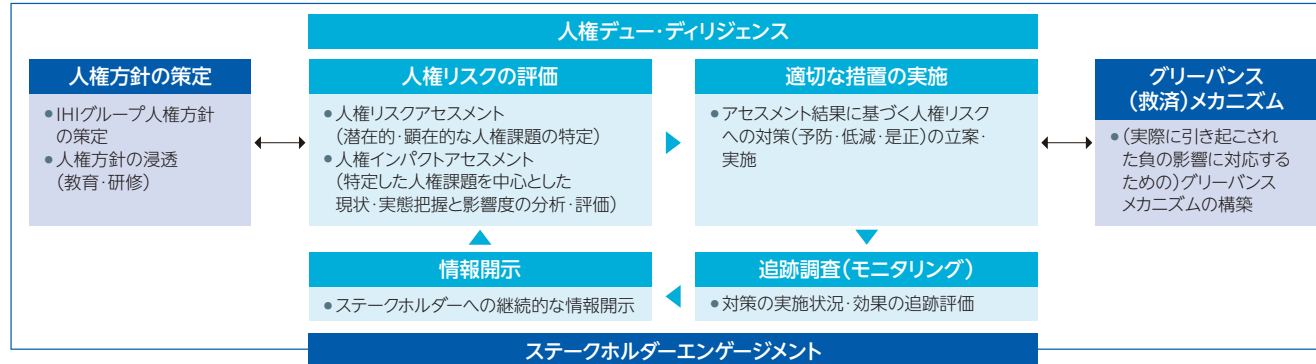 人権デュー・ディリジェンス
人権方針の策定
●IHIグループ人権方針
の策定
●人権方針の浸透
(教育・研修)
人権リスクの評価
●人権リスクアセスメント
(潜在的・顕在的な人権課題の特定)
●人権インパクトアセスメント
(特定した人権課題を中心とした
現状・実態把握と影響度の分析・評価)
適切な措置の実施
●アセスメント結果に基づく人権リスク
への対策(予防・低減・是正)の立案・
実施
グリーバンス
(救済)メカニズム
●(実際に引き起こされ
た負の影響に対応する
ための)グリーバンス
メカニズムの構築
情報開示
●ステークホルダーへの継続的な情報開示
追跡調査(モニタリング)
●対策の実施状況・効果の追跡評価
ステークホルダーエンゲージメント